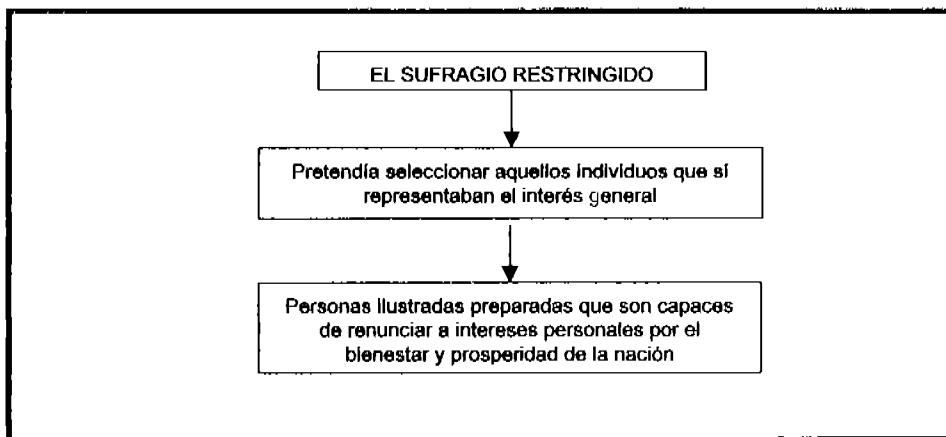 EL SUFRAGIO RESTRINGIDO
Pretendía seleccionar aquellos individuos que sí
representaban el interés general
Personas ilustradas preparadas que son capaces
de renunciar a intereses personales por el
bienestar y prosperidad de la nación